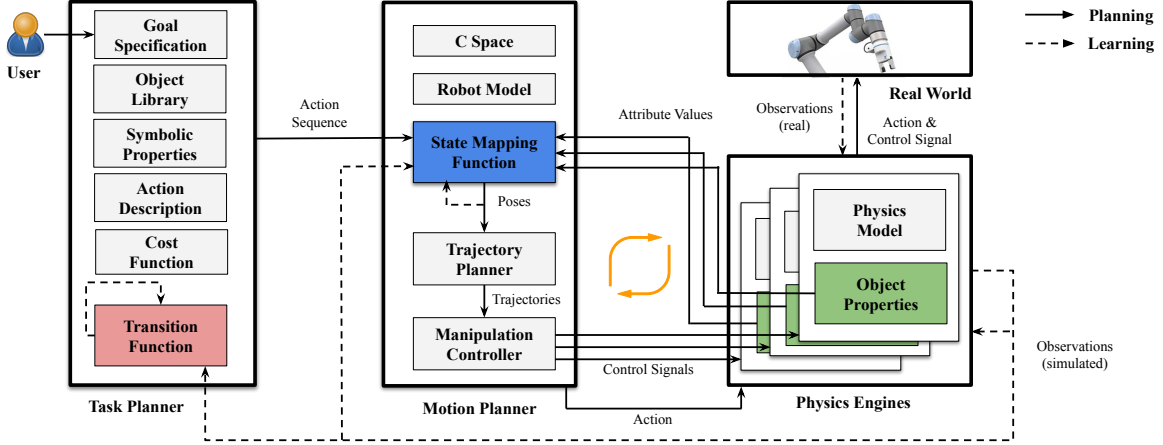 User
Goal
Specification
Object
Library
Symbolic
Properties
Action
Description
Cost
Function
Transition
Function
Task Planner
Action
Sequence
C Space
Robot Model
State Mapping
Function
Poses
Trajectory
Planner
Trajectories
Manipulation
Controller
Motion Planner
Attribute Values
Control Signals
Action
Real World
Observations
(real)
Action &
Control Signal
Physics
Model
Object
Properties
Physics Engines
Observations
(simulated)
Planning
Learning